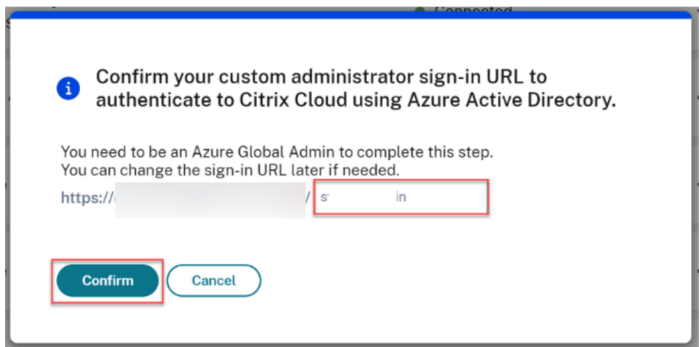 Connected
Confirm your custom administrator sign-in URL to
authenticate to Citrix Cloud using Azure Active Directory.
You need to be an Azure Global Admin to complete this step.
You can change the sign-in URL later if needed.
https:// / s in
Confirm
Cancel